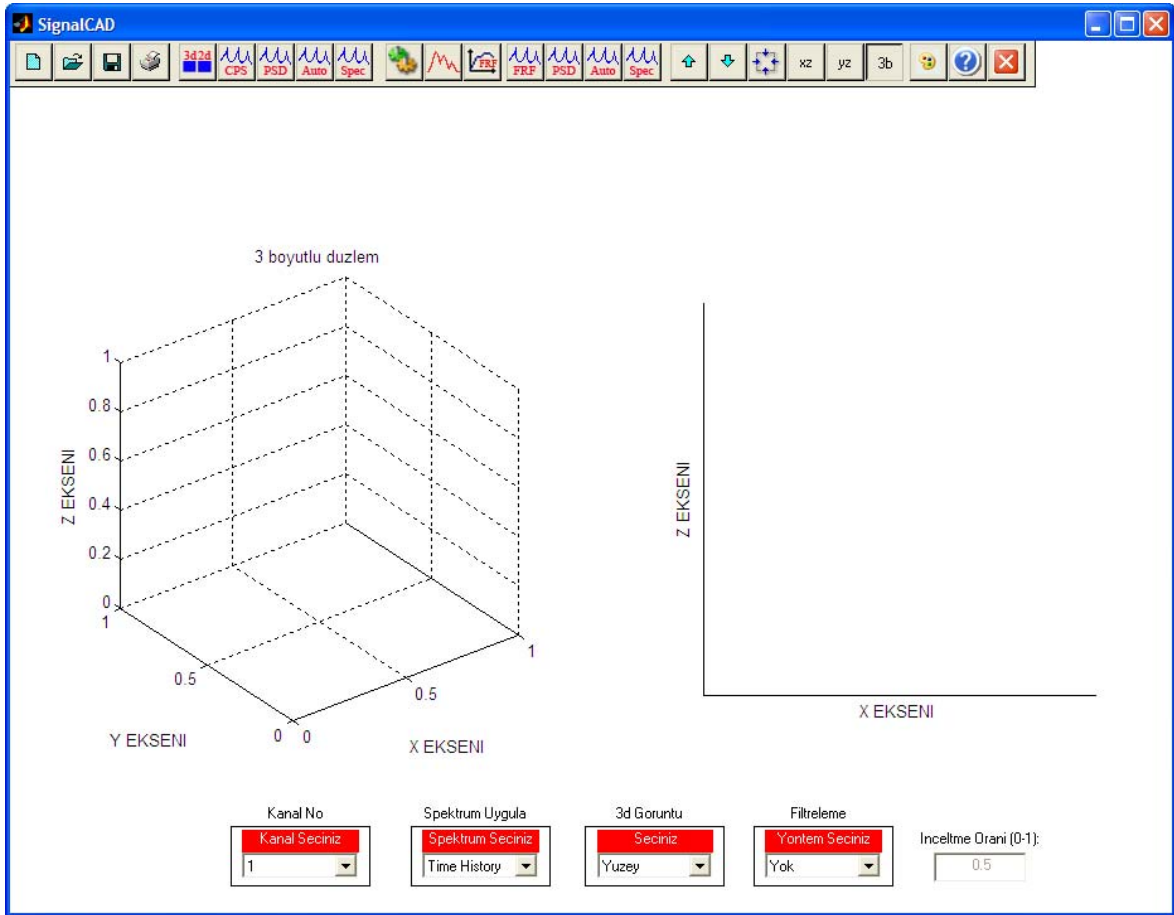 SignalCAD
3d2d CPS PSD Auto Spec FRF FRF PSD Auto Spec xz yz 3b ?
3 boyutlu duzlem
1
0.8
0.6
0.4
0.2
0
Z EKSENI
1
0.5
0
Y EKSENI
0
0.5
1
X EKSENI
Z EKSENI
X EKSENI
Kanal No
Kanal Seciniz
1
Spektrum Uygula
Spektrum Seciniz
Time History
3d Goruntu
Seciniz
Yuzey
Filtreleme
Yontem Seciniz
Yok
Inceltme Orani (0-1):
0.5